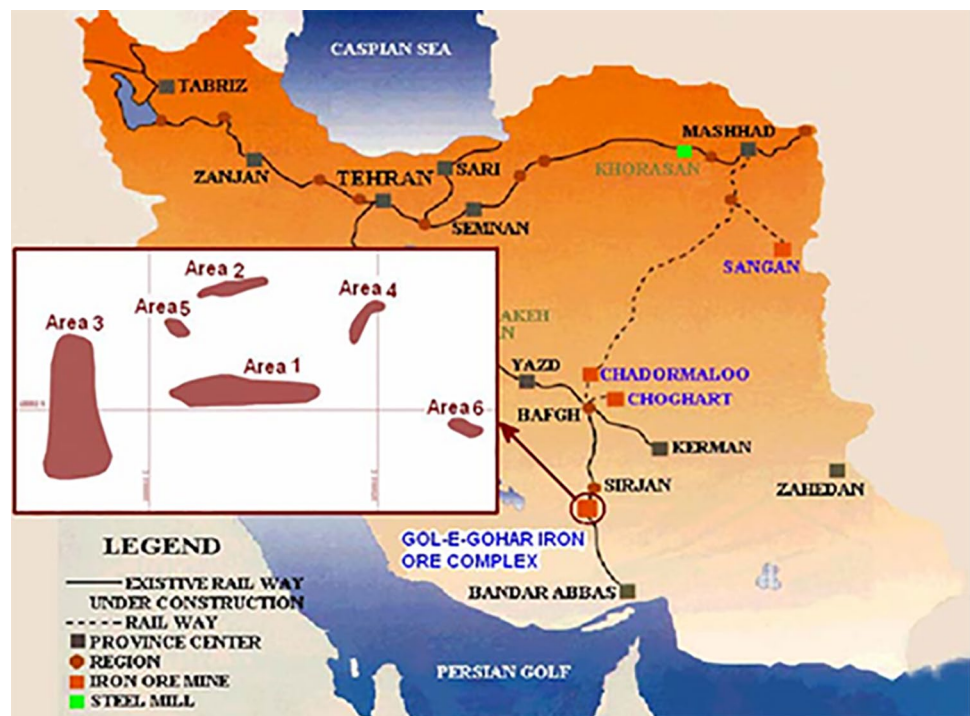 CASPIAN SEA
TABRIZ
MASHHAD
ZANJAN
TEHRAN
SARI
KHORASAN
SEMNAN
SANGAN
Area 2
Area 4
Area 5
Area 3
Area 1
Area 6
AKEH
N
YAZD
CHADORMALOO
CHOGHART
BAFGH
KERMAN
SIRJAN
ZAHEDAN
GOL-E-GOHAR IRON
ORE COMPLEX
BANDAR ABBAS
PERSIAN GOLF
LEGEND
EXISTIVE RAIL WAY
UNDER CONSTRUCTION
RAIL WAY
PROVINCE CENTER
REGION
IRON ORE MINE
STEEL MILL